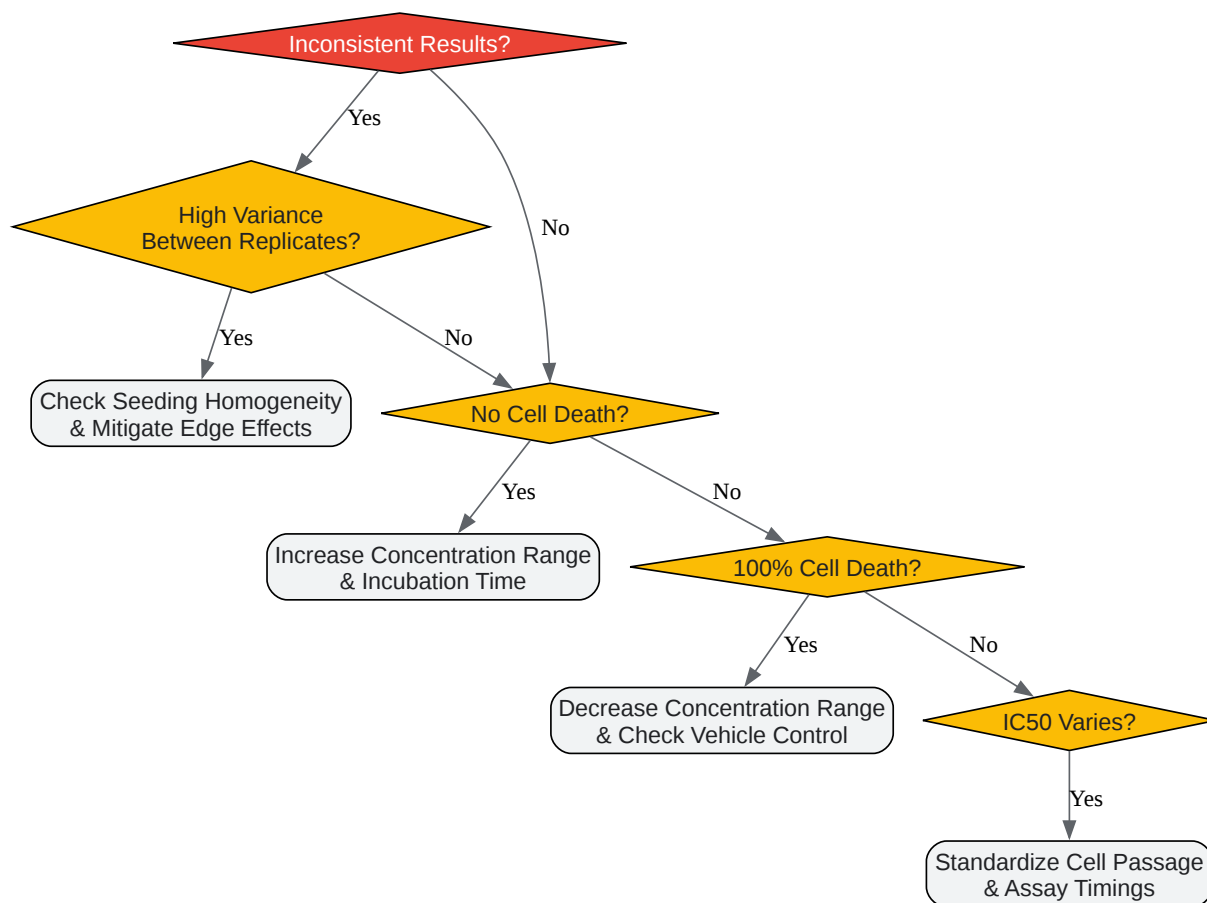 Inconsistent Results?
Yes
No
High Variance
Between Replicates?
Yes
No
Check Seeding Homogeneity
& Mitigate Edge Effects
No Cell Death?
Yes
No
Increase Concentration Range
& Incubation Time
100% Cell Death?
Yes
No
Decrease Concentration Range
& Check Vehicle Control
IC50 Varies?
Yes
Standardize Cell Passage
& Assay Timings